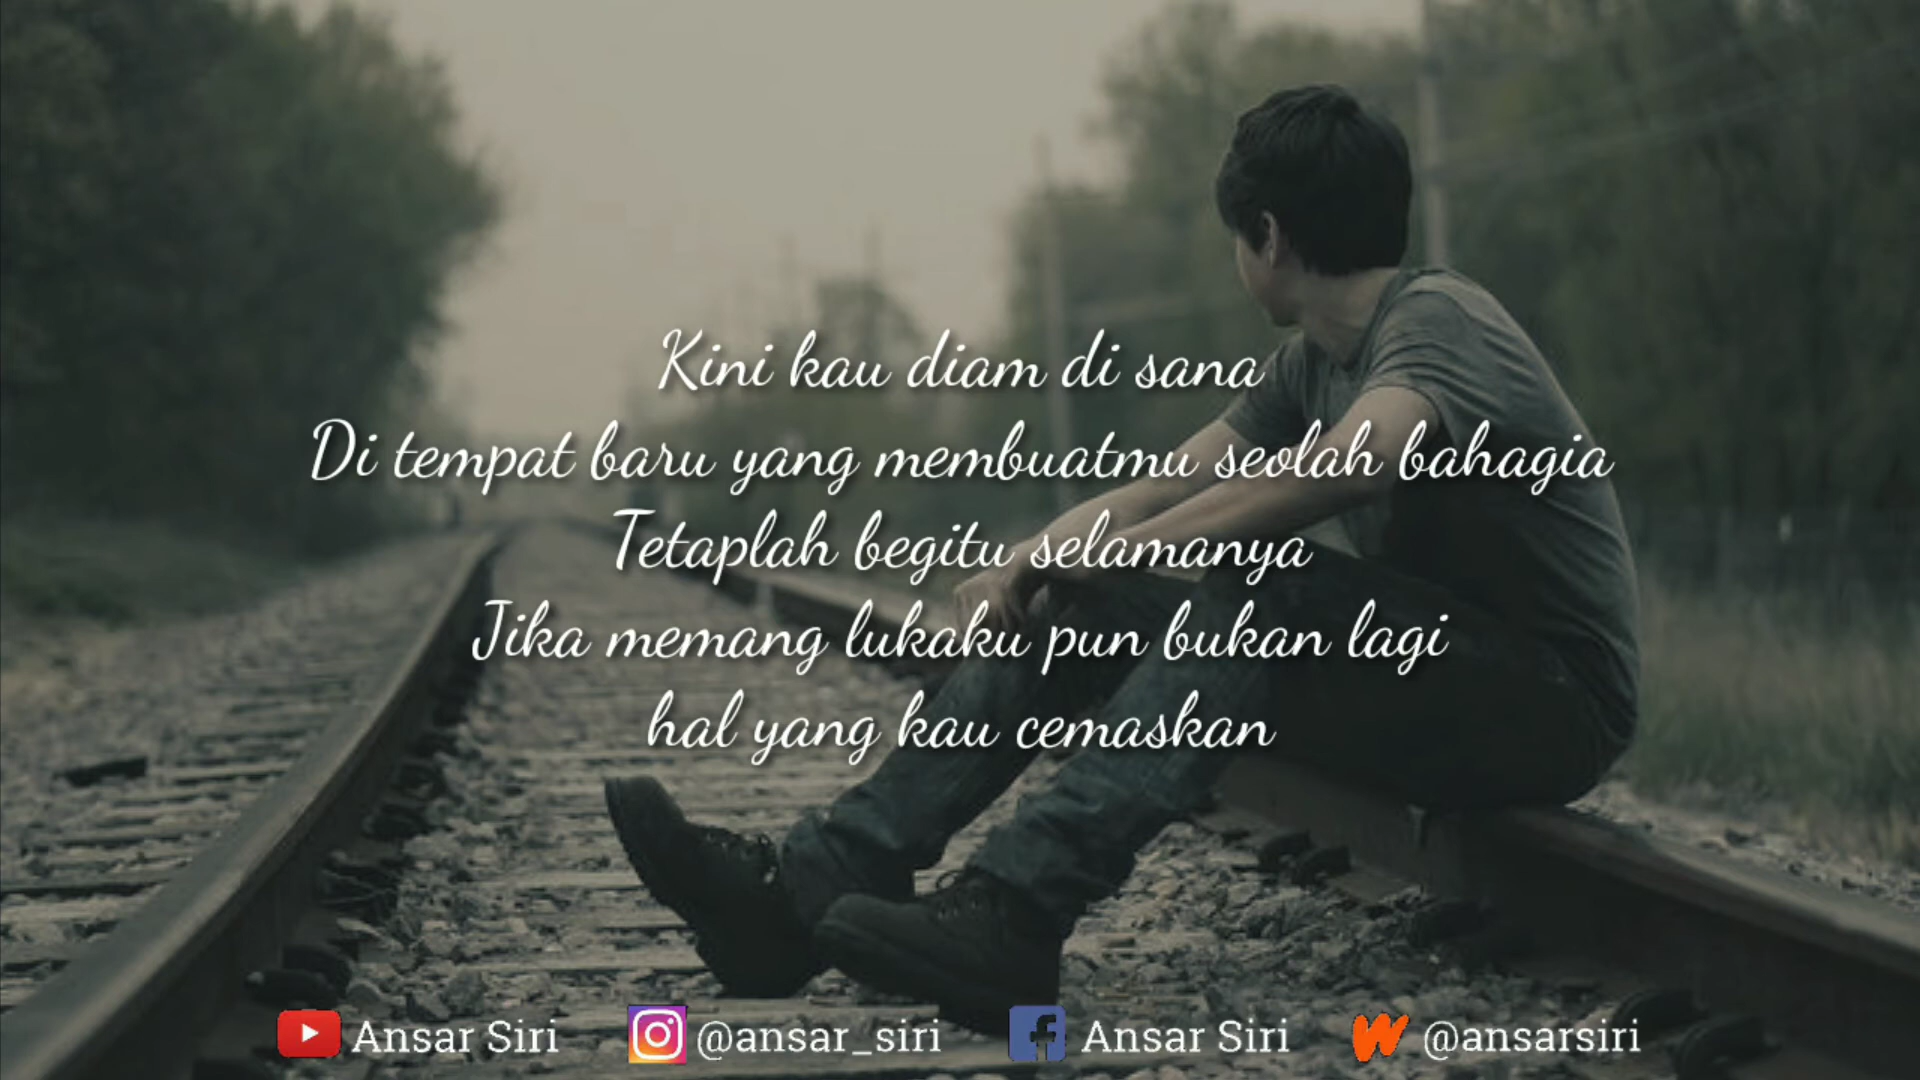 Kini kau diam di sana
Di tempat baru yang membuatmu seolah bahagia
Tetaplah begitu selamanya
Jika memang lukaku pun bukan lagi
hal yang kau cemaskan
Ansar Siri @ansar_siri Ansar Siri @ansarsiri